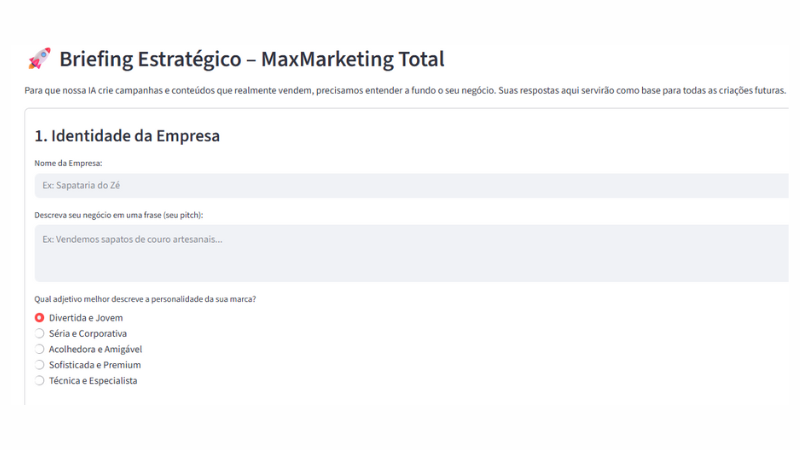 🚀 Briefing Estratégico – MaxMarketing Total
Para que nossa IA crie campanhas e conteúdos que realmente vendem, precisamos entender a fundo o seu negócio. Suas respostas aqui servirão como base para todas as criações futuras.
1. Identidade da Empresa
Nome da Empresa:
Ex: Sapataria do Zé
Descreva seu negócio em uma frase (seu pitch):
Ex: Vendemos sapatos de couro artesanais...
Qual adjetivo melhor descreve a personalidade da sua marca?
Divertida e Jovem
Séria e Corporativa
Acolhedora e Amigável
Sofisticada e Premium
Técnica e Especialista